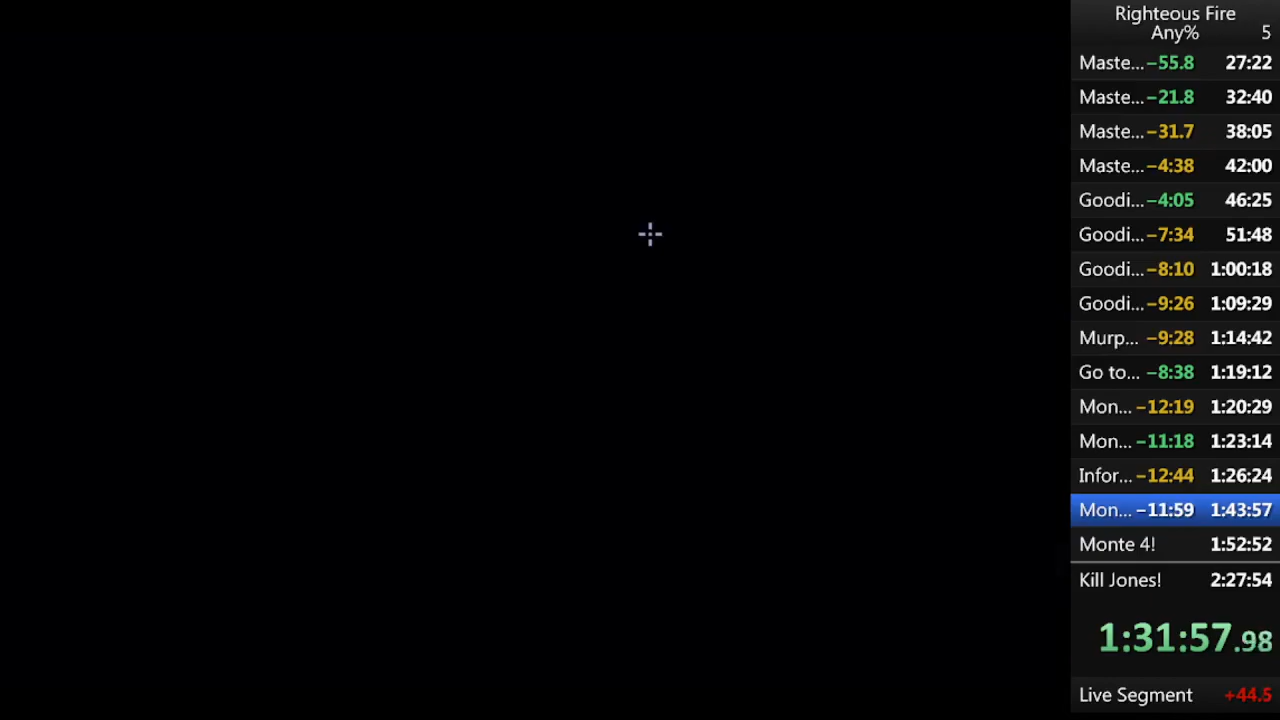 Righteous Fire
Any% 5
Maste... −55.8 27:22
Maste... −21.8 32:40
Maste... −31.7 38:05
Maste... −4:38 42:00
Goodi... −4:05 46:25
Goodi... −7:34 51:48
Goodi... −8:10 1:00:18
Goodi... −9:26 1:09:29
Murp... −9:28 1:14:42
Go to... −8:38 1:19:12
Mon... −12:19 1:20:29
Mon... −11:18 1:23:14
Infor... −12:44 1:26:24
Mon... −11:59 1:43:57
Monte 4! 1:52:52
Kill Jones! 2:27:54
1:31:57.98
Live Segment +44.5